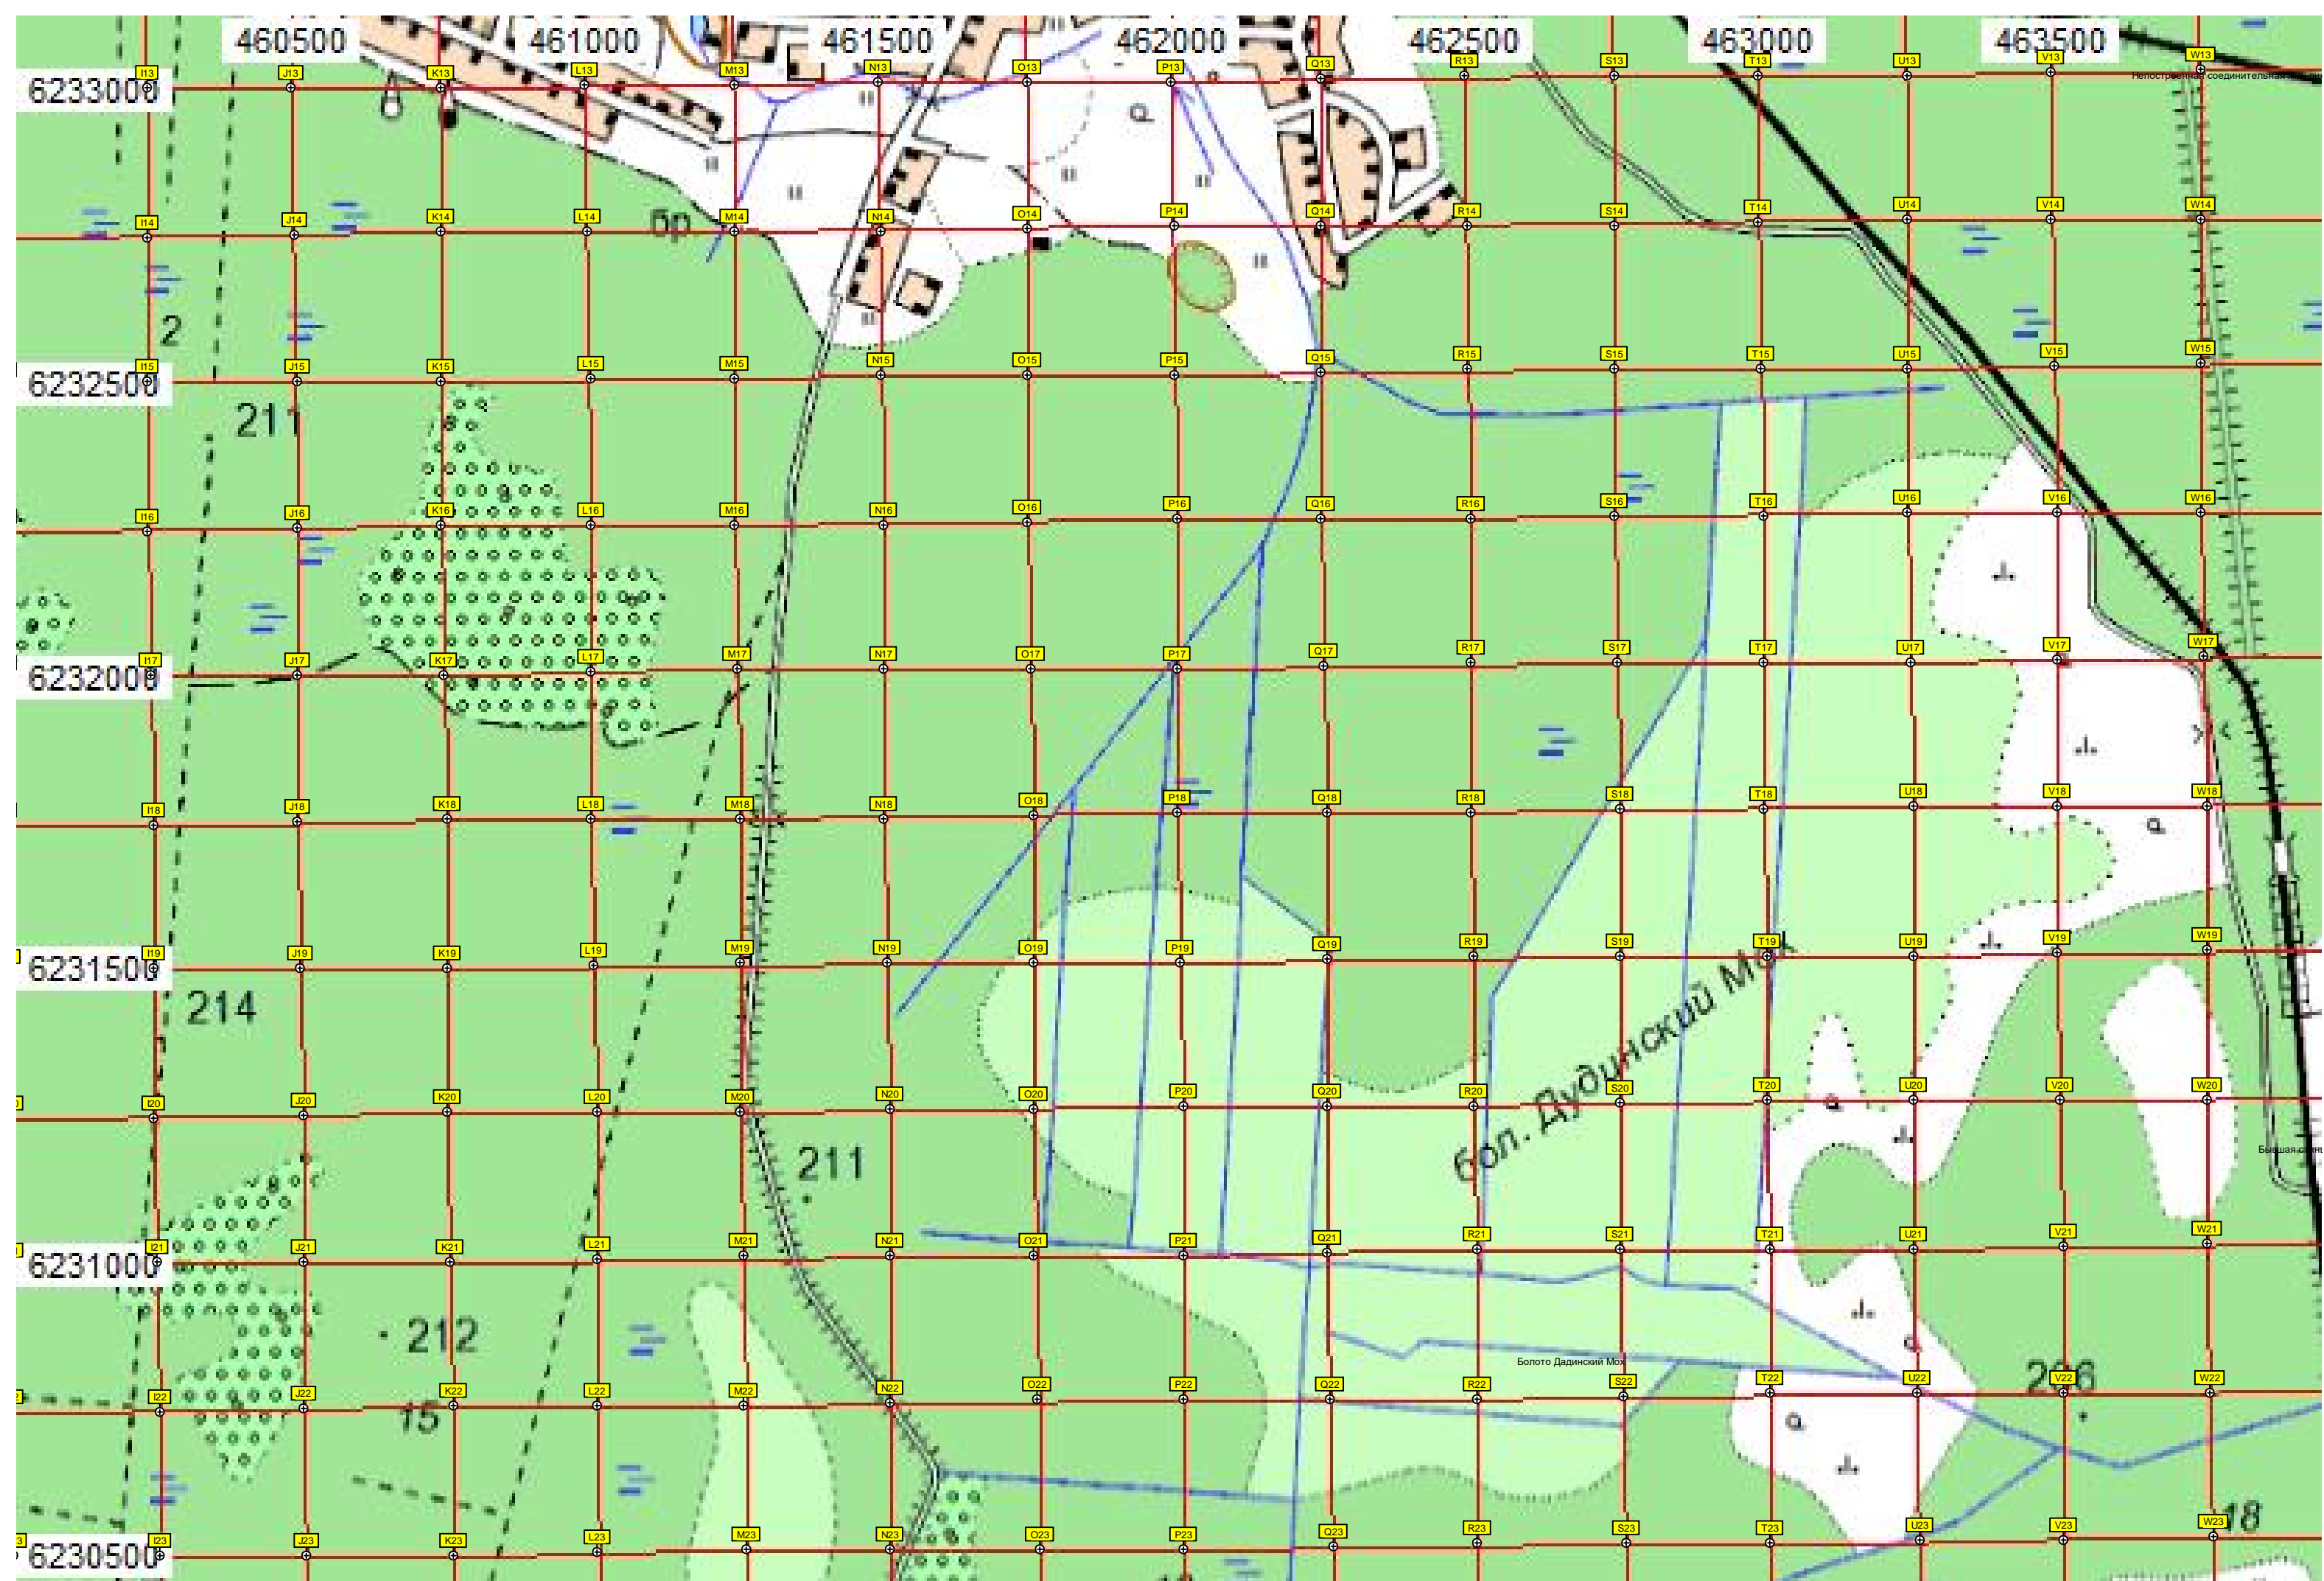 460500 461000 461500 462000 462500 463000 463500
I13 J13 K13 L13 M13 N13 O13 P13 Q13 R13 S13 T13 U13 V13 W13
6233000
р
I14 J14 K14 L14 M14 N14 O14 P14 Q14 R14 S14 T14 U14 V14 W14
бр
2
I15 J15 K15 L15 M15 N15 O15 P15 Q15 R15 S15 T15 U15 V15 W15
6232500
211
I16 J16 K16 L16 M16 N16 O16 P16 Q16 R16 S16 T16 U16 V16 W16
I17 J17 K17 L17 M17 N17 O17 P17 Q17 R17 S17 T17 U17 V17 W17
6232000
I18 J18 K18 L18 M18 N18 O18 P18 Q18 R18 S18 T18 U18 V18 W18
I19 J19 K19 L19 M19 N19 O19 P19 Q19 R19 S19 T19 U19 V19 W19
6231500
214
бол. Дудинский Мох
I20 J20 K20 L20 M20 N20 O20 P20 Q20 R20 S20 T20 U20 V20 W20
211
Бывшая
I21 J21 K21 L21 M21 N21 O21 P21 Q21 R21 S21 T21 U21 V21 W21
6231000
212
Болото Дадинский Мох
206
I22 J22 K22 L22 M22 N22 O22 P22 Q22 R22 S22 T22 U22 V22 W22
15
18
I23 J23 K23 L23 M23 N23 O23 P23 Q23 R23 S23 T23 U23 V23 W23
6230500